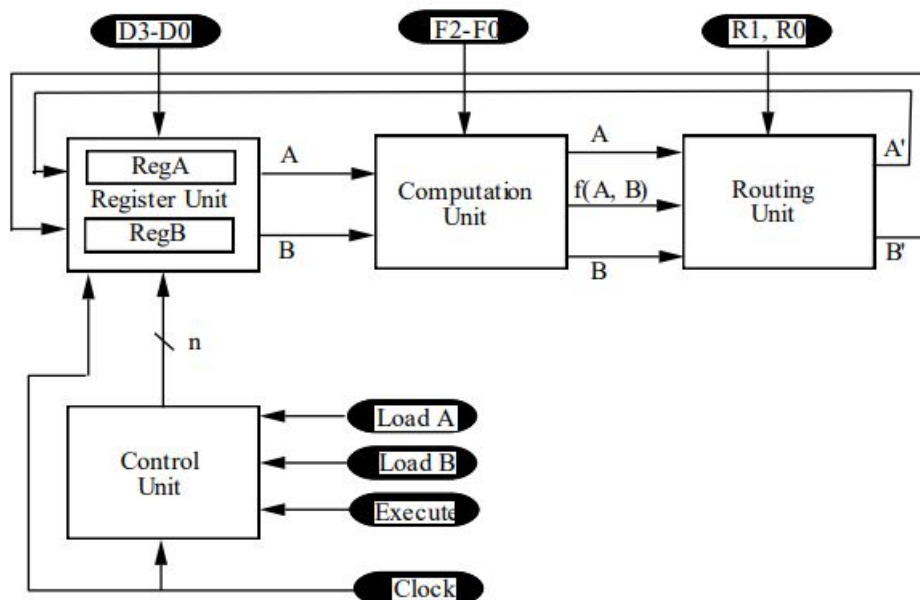 D3-D0
F2-F0
R1, R0
RegA
Register Unit
RegB
A
B
Computation
Unit
A
f(A, B)
B
Routing
Unit
A'
B'
n
Control
Unit
Load A
Load B
Execute
Clock